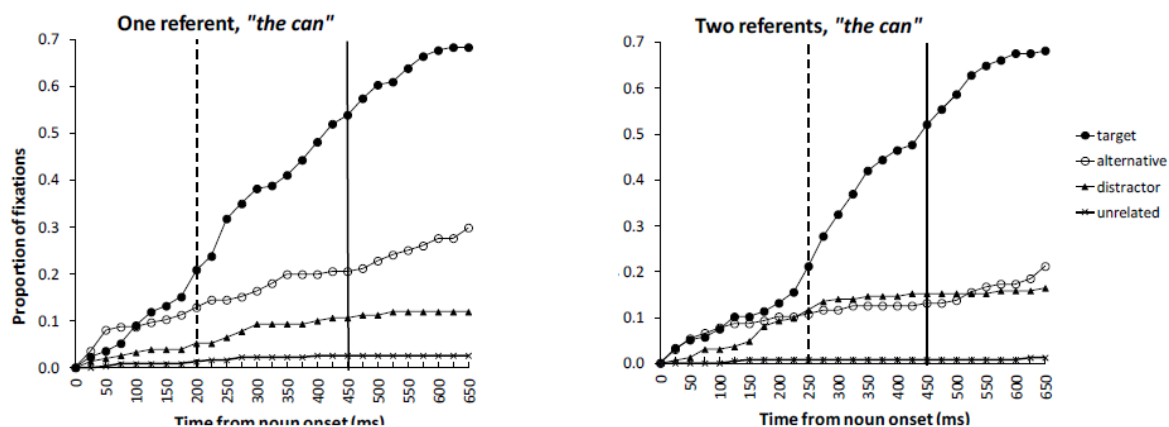 One referent, "the can"
Proportion of fixations
0.7
0.6
0.5
0.4
0.3
0.2
0.1
0.0
0 50 100 150 200 250 300 350 400 450 500 550 600 650
Time from noun onset (ms)
Two referents, "the can"
0.7
0.6
0.5
0.4
0.3
0.2
0.1
0.0
0 50 100 150 200 250 300 350 400 450 500 550 600 650
Time from noun onset (ms)
target
alternative
distractor
unrelated